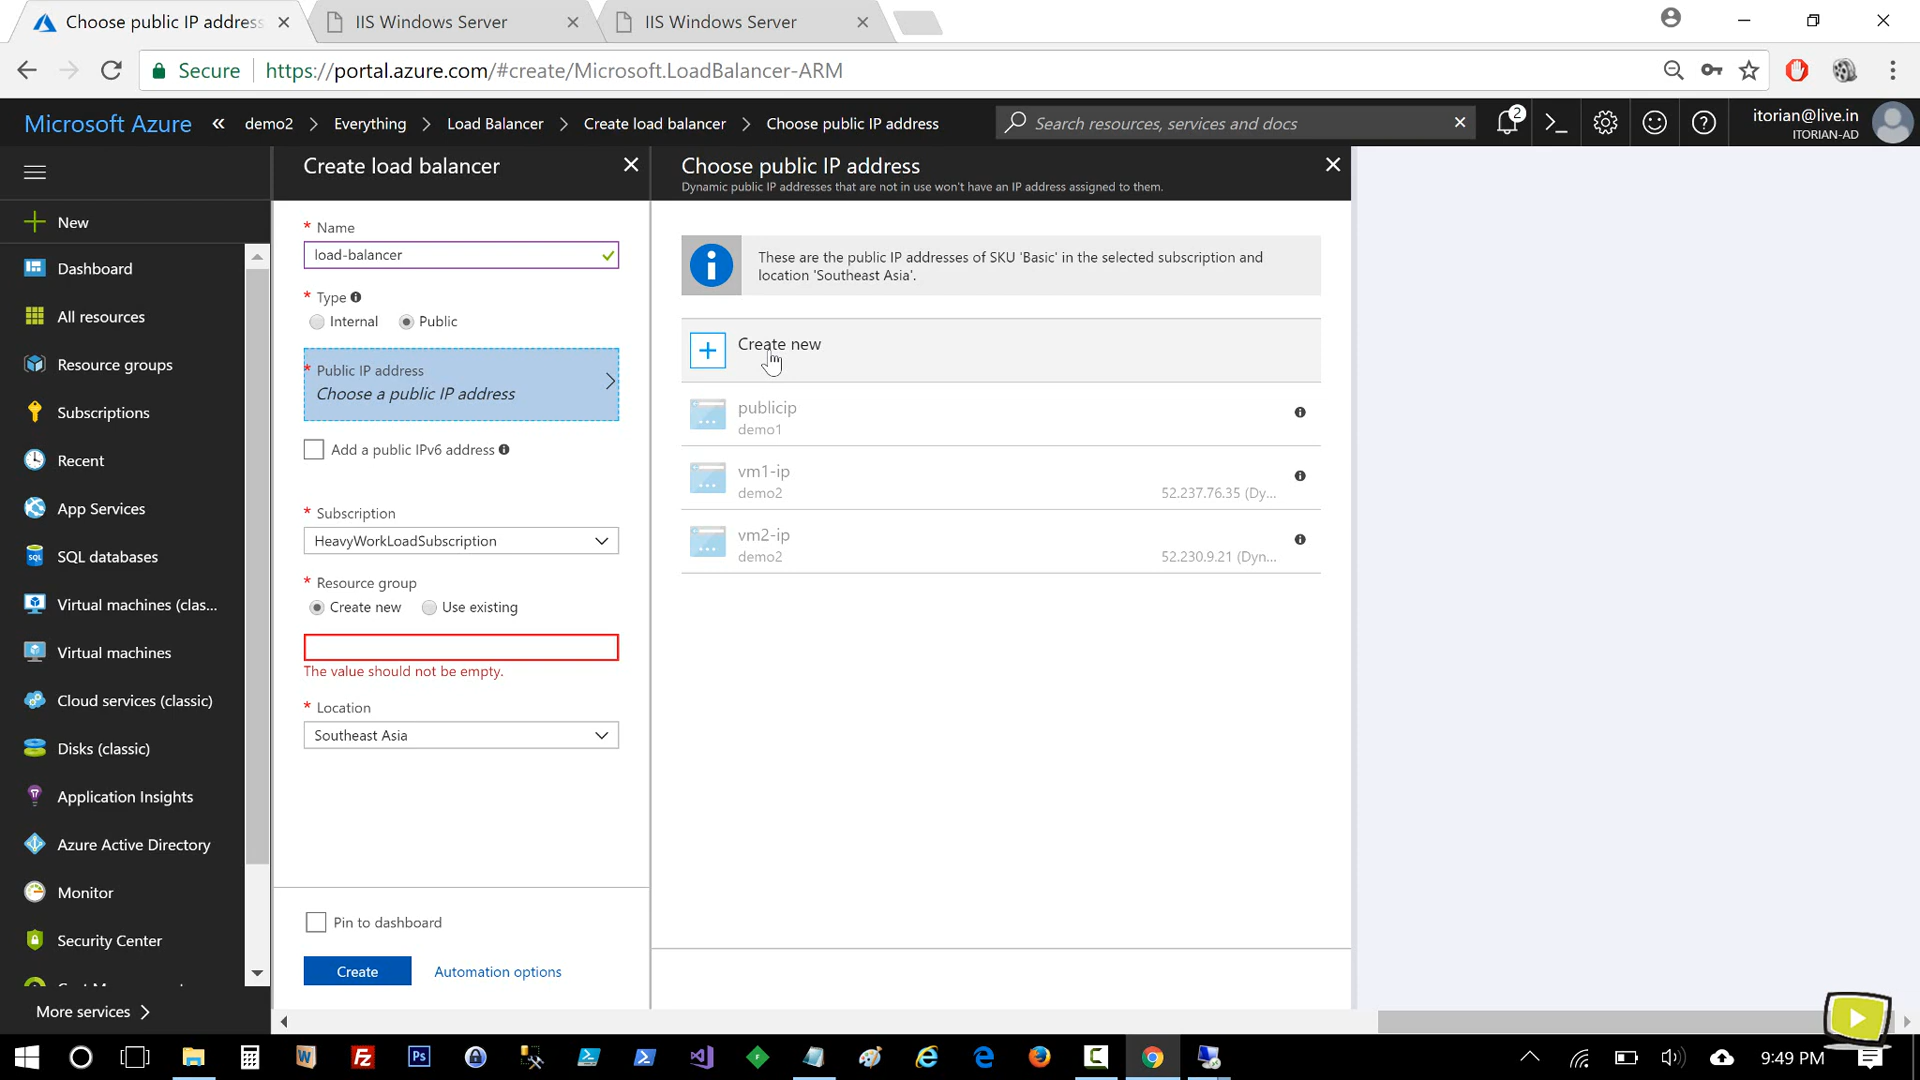 Choose public IP address
IIS Windows Server
IIS Windows Server
Secure
https://portal.azure.com/#create/Microsoft.LoadBalancer-ARM
Microsoft Azure
«
demo2 > Everything > Load Balancer > Create load balancer > Choose public IP address
Search resources, services and docs
2
itorian@live.in
ITORIAN-AD
New
Dashboard
All resources
Resource groups
Subscriptions
Recent
App Services
SQL databases
Virtual machines (clas...
Virtual machines
Cloud services (classic)
Disks (classic)
Application Insights
Azure Active Directory
Monitor
Security Center
More services >
Create load balancer
* Name
load-balancer
* Type
Internal Public
* Public IP address
Choose a public IP address
Add a public IPv6 address
* Subscription
HeavyWorkLoadSubscription
* Resource group
Create new Use existing
The value should not be empty.
* Location
Southeast Asia
Pin to dashboard
Create Automation options
Choose public IP address
Dynamic public IP addresses that are not in use won't have an IP address assigned to them.
These are the public IP addresses of SKU 'Basic' in the selected subscription and
location 'Southeast Asia'.
Create new
publicip
demo1
vm1-ip
demo2 52.237.76.35 (Dy...
vm2-ip
demo2 52.230.9.21 (Dyn...
9:49 PM